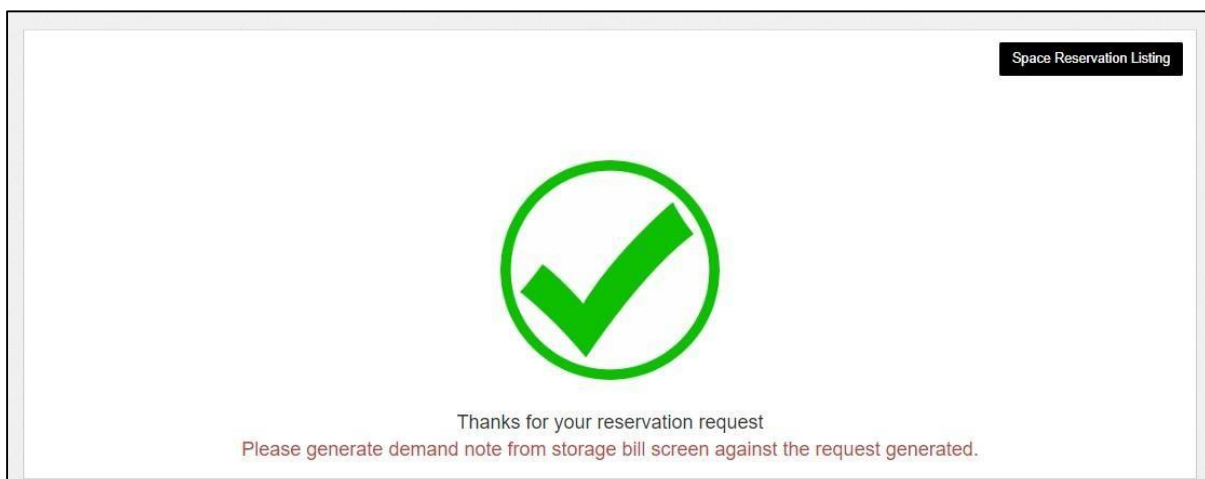 Space Reservation Listing
Thanks for your reservation request
Please generate demand note from storage bill screen against the request generated.